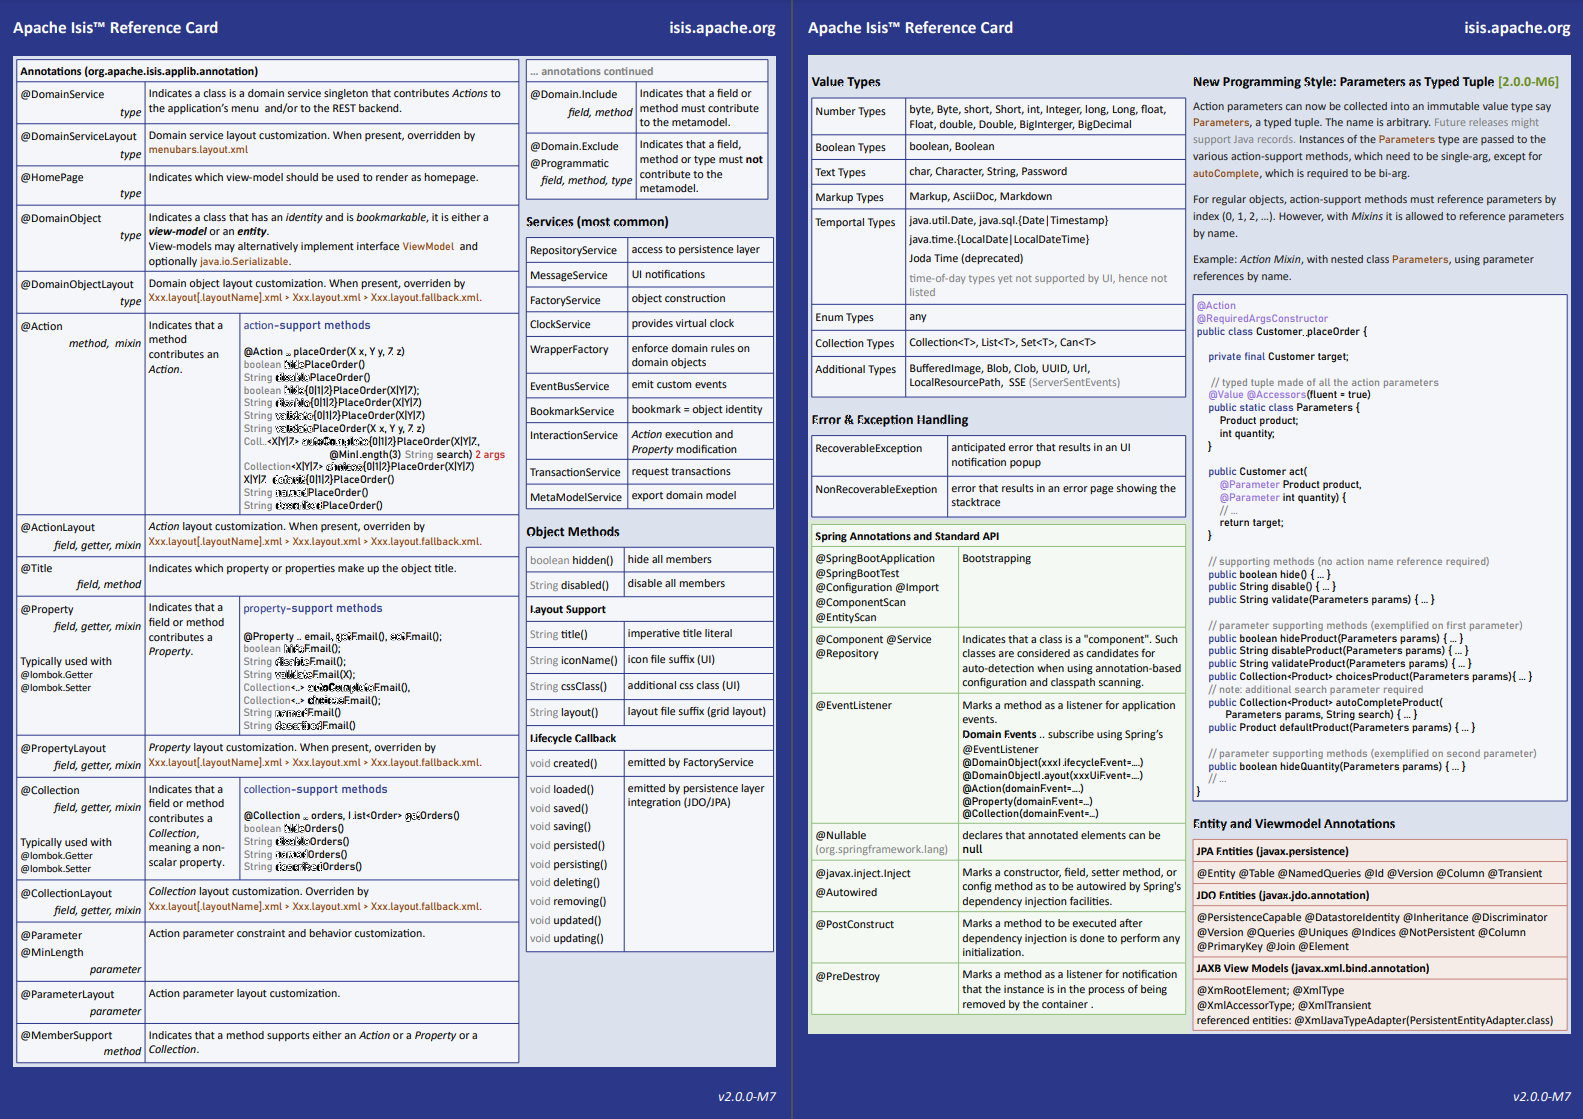 Apache Isis™ Reference Card
isis.apache.org
Annotations (org.apache.isis.applib.annotation)
@DomainService
type
Indicates a class is a domain service singleton that contributes Actions to
the application's menu and/or to the REST backend.
@DomainServiceLayout
type
Domain service layout customization. When present, overridden by
menubars.layout.xml
@HomePage
type
Indicates which view-model should be used to render as homepage.
@DomainObject
type
Indicates a class that has an identity and is bookmarkable, it is either a
view-model or an entity.
View-models may alternatively implement interface ViewModel and
optionally java.io.Serializable.
@DomainObjectLayout
type
Domain object layout customization. When present, overriden by
Xxx.layout[.layoutName].xml > Xxx.layout.xml > Xxx.layout.fallback.xml.
@Action
method, mixin
Indicates that a
method
contributes an
Action.
action-support methods
@Action .. placeOrder(X x, Y y, Z z)
boolean PlaceOrder()
String PlaceOrder()
boolean {0|1|2}PlaceOrder(X|Y|Z);
String {0|1|2}PlaceOrder(X|Y|Z)
String {0|1|2}PlaceOrder(X|Y|Z)
String PlaceOrder(X x, Y y, Z z)
Coll..<X|Y|Z> {0|1|2}PlaceOrder(X|Y|Z,
@MinLength(3) String search) 2 args
Collection<X|Y|Z> {0|1|2}PlaceOrder(X|Y|Z)
X|Y|Z {0|1|2}PlaceOrder()
String PlaceOrder()
String PlaceOrder()
@ActionLayout
field, getter, mixin
Action layout customization. When present, overriden by
Xxx.layout[.layoutName].xml > Xxx.layout.xml > Xxx.layout.fallback.xml.
@Title
field, method
Indicates which property or properties make up the object title.
@Property
field, getter, mixin
Typically used with
@lombok.Getter
@lombok.Setter
Indicates that a
field or method
contributes a
Property.
property-support methods
@Property .. email, Email(), Email();
boolean Email();
String Email();
String Email(X);
Collection<..> Email(),
Collection<..> Email();
String Email()
String Email()
@PropertyLayout
field, getter, mixin
Property layout customization. When present, overriden by
Xxx.layout[.layoutName].xml > Xxx.layout.xml > Xxx.layout.fallback.xml.
@Collection
field, getter, mixin
Typically used with
@lombok.Getter
@lombok.Setter
Indicates that a
field or method
contributes a
Collection,
meaning a non-
scalar property.
collection-support methods
@Collection .. orders, List<Order> Orders()
boolean Orders()
String Orders()
String Orders()
String Orders()
@CollectionLayout
field, getter, mixin
Collection layout customization. Overriden by
Xxx.layout[.layoutName].xml > Xxx.layout.xml > Xxx.layout.fallback.xml.
@Parameter
@MinLength
parameter
Action parameter constraint and behavior customization.
@ParameterLayout
parameter
Action parameter layout customization.
@MemberSupport
method
Indicates that a method supports either an Action or a Property or a
Collection.
... annotations continued
@Domain.Include
field, method
Indicates that a field or
method must contribute
to the metamodel.
@Domain.Exclude
@Programmatic
field, method, type
Indicates that a field,
method or type must not
contribute to the
metamodel.
Services (most common)
RepositoryService access to persistence layer
MessageService UI notifications
FactoryService object construction
ClockService provides virtual clock
WrapperFactory enforce domain rules on
domain objects
EventBusService emit custom events
BookmarkService bookmark = object identity
InteractionService Action execution and
Property modification
TransactionService request transactions
MetaModelService export domain model
Object Methods
boolean hidden() hide all members
String disabled() disable all members
Layout Support
String title() imperative title literal
String iconName() icon file suffix (UI)
String cssClass() additional css class (UI)
String layout() layout file suffix (grid layout)
Lifecycle Callback
void created() emitted by FactoryService
void loaded() emitted by persistence layer
integration (JDO/JPA)
void saved()
void saving()
void persisted()
void persisting()
void deleting()
void removing()
void updated()
void updating()
v2.0.0-M7
Apache Isis™ Reference Card
isis.apache.org
Value Types
Number Types byte, Byte, short, Short, int, Integer, long, Long, float,
Float, double, Double, BigInterger, BigDecimal
Boolean Types boolean, Boolean
Text Types char, Character, String, Password
Markup Types Markup, AsciiDoc, Markdown
Temportal Types java.util.Date, java.sql.{Date|Timestamp}
java.time.{LocalDate|LocalDateTime}
Joda Time (deprecated)
time-of-day types yet not supported by UI, hence not
listed
Enum Types any
Collection Types Collection<T>, List<T>, Set<T>, Can<T>
Additional Types BufferedImage, Blob, Clob, UUID, Url,
LocalResourcePath, SSE (ServerSentEvents)
Error & Exception Handling
RecoverableException anticipated error that results in an UI
notification popup
NonRecoverableExeption error that results in an error page showing the
stacktrace
Spring Annotations and Standard API
@SpringBootApplication
@SpringBootTest
@Configuration @Import
@ComponentScan
@EntityScan
Bootstrapping
@Component @Service
@Repository
Indicates that a class is a "component". Such
classes are considered as candidates for
auto-detection when using annotation-based
configuration and classpath scanning.
@EventListener
Marks a method as a listener for application
events.
Domain Events .. subscribe using Spring's
@EventListener
@DomainObject(xxxLifecycleEvent=....)
@DomainObjectLayout(xxxUiEvent=....)
@Action(domainEvent=....)
@Property(domainEvent=...)
@Collection(domainEvent=...)
@Nullable
(org.springframework.lang)
declares that annotated elements can be
null
@javax.inject.Inject
@Autowired
Marks a constructor, field, setter method, or
config method as to be autowired by Spring's
dependency injection facilities.
@PostConstruct
Marks a method to be executed after
dependency injection is done to perform any
initialization.
@PreDestroy
Marks a method as a listener for notification
that the instance is in the process of being
removed by the container .
New Programming Style: Parameters as Typed Tuple [2.0.0-M6]
Action parameters can now be collected into an immutable value type say
Parameters, a typed tuple. The name is arbitrary. Future releases might
support Java records. Instances of the Parameters type are passed to the
various action-support methods, which need to be single-arg, except for
autoComplete, which is required to be bi-arg.
For regular objects, action-support methods must reference parameters by
index (0, 1, 2, ...). However, with Mixins it is allowed to reference parameters
by name.
Example: Action Mixin, with nested class Parameters, using parameter
references by name.
@Action
@RequiredArgsConstructor
public class Customer_placeOrder {
private final Customer target;
// typed tuple made of all the action parameters
@Value @Accessors(fluent = true)
public static class Parameters {
Product product;
int quantity;
}
public Customer act(
@Parameter Product product,
@Parameter int quantity) {
// ...
return target;
}
// supporting methods (no action name reference required)
public boolean hide() { ... }
public String disable() { ... }
public String validate(Parameters params) { ... }
// parameter supporting methods (exemplified on first parameter)
public boolean hideProduct(Parameters params) { ... }
public String disableProduct(Parameters params) { ... }
public String validateProduct(Parameters params) { ... }
public Collection<Product> choicesProduct(Parameters params){ ... }
// note: additional search parameter required
public Collection<Product> autoCompleteProduct(
Parameters params, String search) { ... }
public Product defaultProduct(Parameters params) { ... }
// parameter supporting methods (exemplified on second parameter)
public boolean hideQuantity(Parameters params) { ... }
// ...
}
Entity and Viewmodel Annotations
JPA Entities (javax.persistence)
@Entity @Table @NamedQueries @Id @Version @Column @Transient
JDO Entities (javax.jdo.annotation)
@PersistenceCapable @DatastoreIdentity @Inheritance @Discriminator
@Version @Queries @Uniques @Indices @NotPersistent @Column
@PrimaryKey @Join @Element
JAXB View Models (javax.xml.bind.annotation)
@XmRootElement; @XmlType
@XmlAccessorType; @XmlTransient
referenced entities: @XmlJavaTypeAdapter(PersistentEntityAdapter.class)
v2.0.0-M7